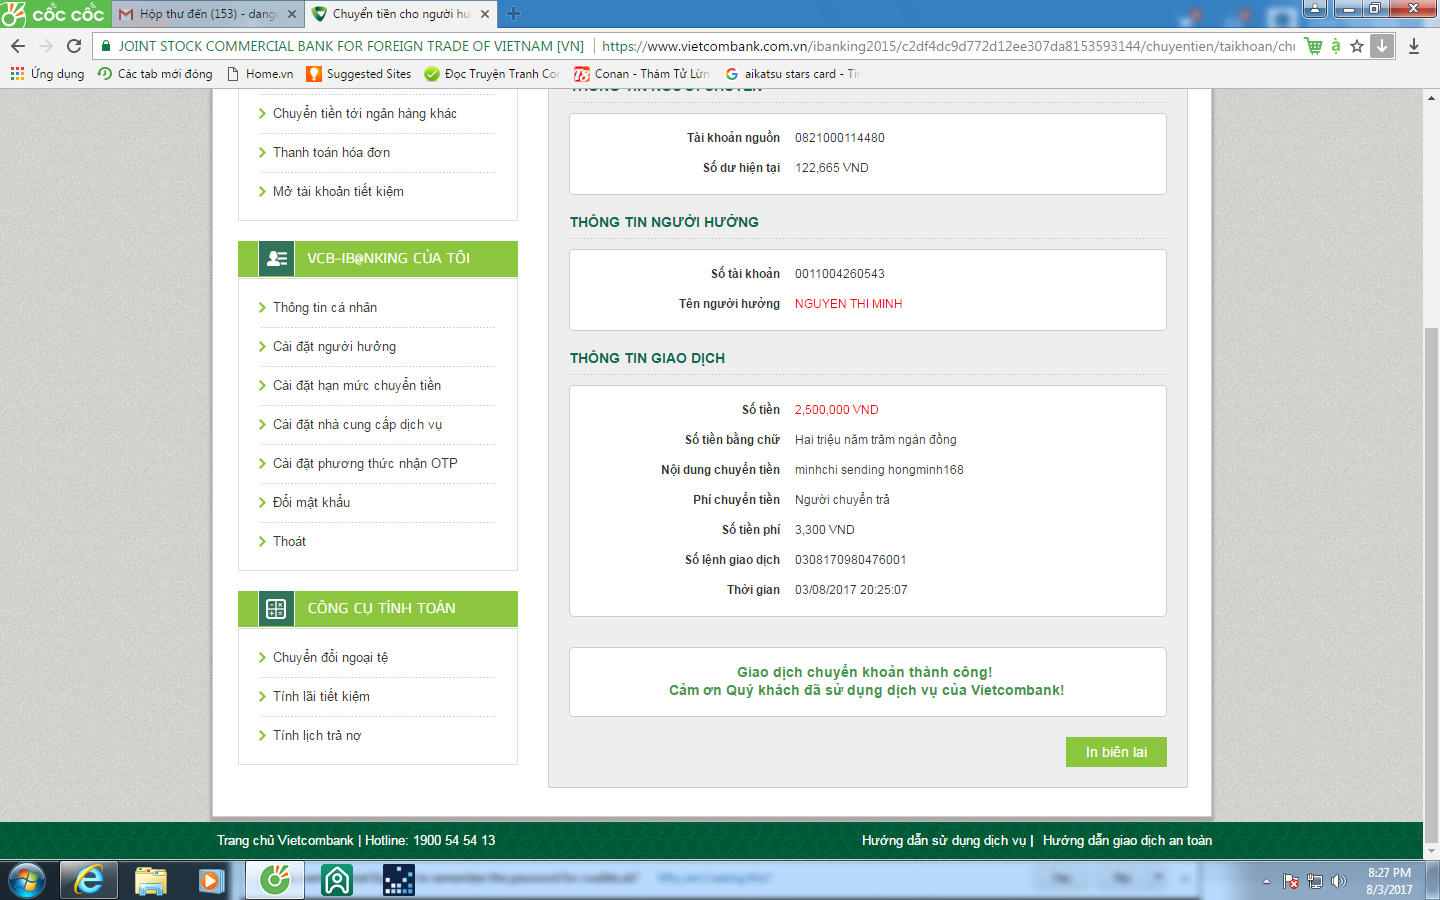 cốc cốc
Hộp thư đến (153) - dang
Chuyển tiền cho người hư
JOINT STOCK COMMERCIAL BANK FOR FOREIGN TRADE OF VIETNAM [VN]
https://www.vietcombank.com.vn/ibanking2015/c2df4dc9d772d12ee307da8153593144/chuyentien/taikhoan/chu
Ứng dụng
Các tab mới đóng
Home.vn
Suggested Sites
Đọc Truyện Tranh Cor
Conan - Thám Tử Lừn
aikatsu stars card - Tìr
Chuyển tiền tới ngân hàng khác
Thanh toán hóa đơn
Mở tài khoản tiết kiệm
VCB-IB@NKING CỦA TÔI
Thông tin cá nhân
Cài đặt người hưởng
Cài đặt hạn mức chuyển tiền
Cài đặt nhà cung cấp dịch vụ
Cài đặt phương thức nhận OTP
Đổi mật khẩu
Thoát
CÔNG CỤ TÍNH TOÁN
Chuyển đổi ngoại tệ
Tính lãi tiết kiệm
Tính lịch trả nợ
THÔNG TIN NGƯỜI CHUYỂN
Tài khoản nguồn 0821000114480
Số dư hiện tại 122,665 VND
THÔNG TIN NGƯỜI HƯỞNG
Số tài khoản 0011004260543
Tên người hưởng NGUYEN THI MINH
THÔNG TIN GIAO DỊCH
Số tiền 2,500,000 VND
Số tiền bằng chữ Hai triệu năm trăm ngàn đồng
Nội dung chuyển tiền minhchi sending hongminh168
Phí chuyển tiền Người chuyển trả
Số tiền phí 3,300 VND
Số lệnh giao dịch 0308170980476001
Thời gian 03/08/2017 20:25:07
Giao dịch chuyển khoản thành công!
Cảm ơn Quý khách đã sử dụng dịch vụ của Vietcombank!
In biên lai
Trang chủ Vietcombank | Hotline: 1900 54 54 13
Hướng dẫn sử dụng dịch vụ | Hướng dẫn giao dịch an toàn
8:27 PM
8/3/2017